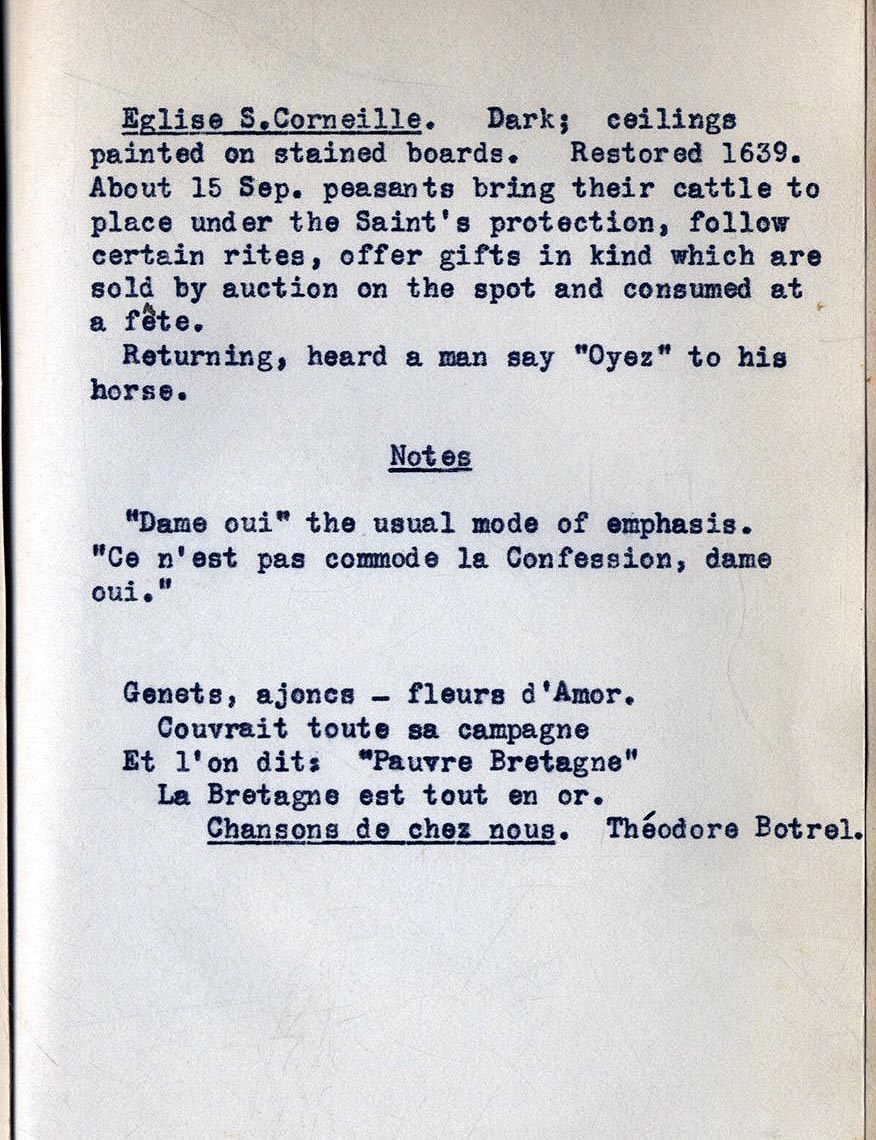 Eglise S.Corneille. Dark; ceilings
painted on stained boards. Restored 1639.
About 15 Sep. peasants bring their cattle to
place under the Saint's protection, follow
certain rites, offer gifts in kind which are
sold by auction on the spot and consumed at
a fête.
Returning, heard a man say "Oyez" to his
horse.
Notes
"Dame oui" the usual mode of emphasis.
"Ce n'est pas commode la Confession, dame
oui."
Genets, ajoncs - fleurs d'Amor.
Couvrait toute sa campagne
Et l'on dit: "Pauvre Bretagne"
La Bretagne est tout en or.
Chansons de chez nous. Théodore Botrel.